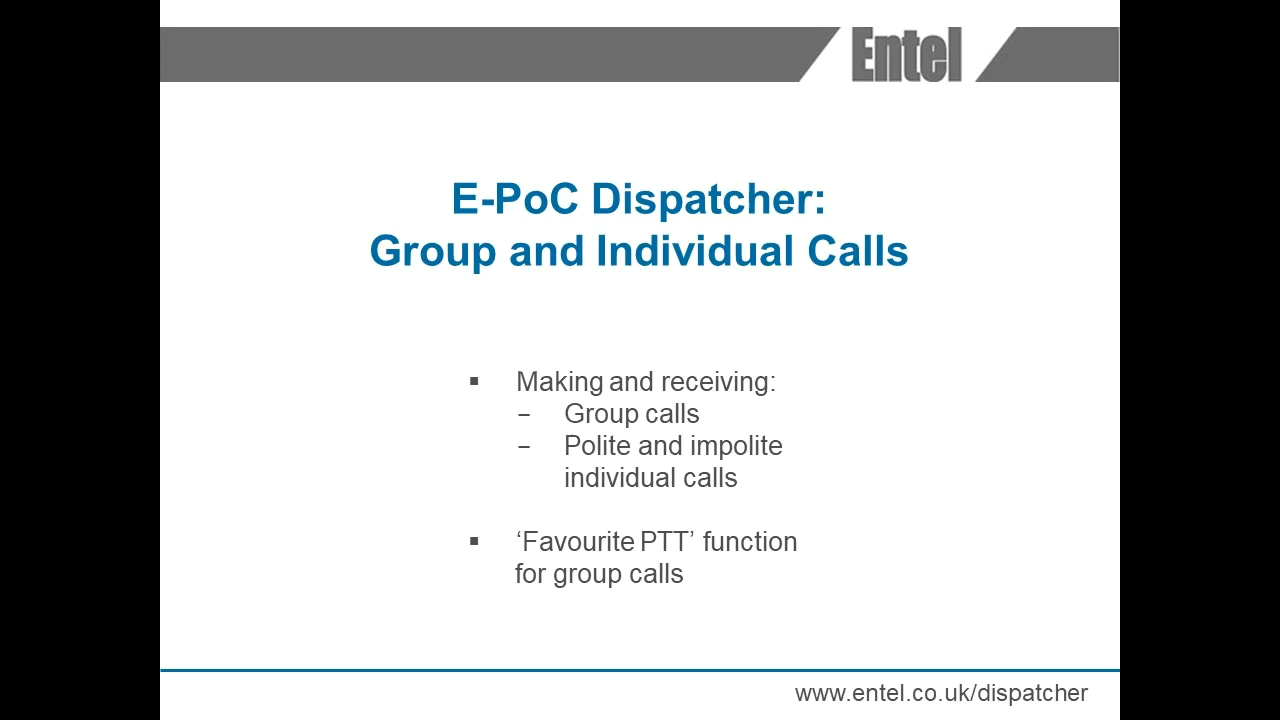 Entel
E-PoC Dispatcher:
Group and Individual Calls
▪ Making and receiving:
– Group calls
– Polite and impolite
individual calls
▪ ‘Favourite PTT’ function
for group calls
www.entel.co.uk/dispatcher